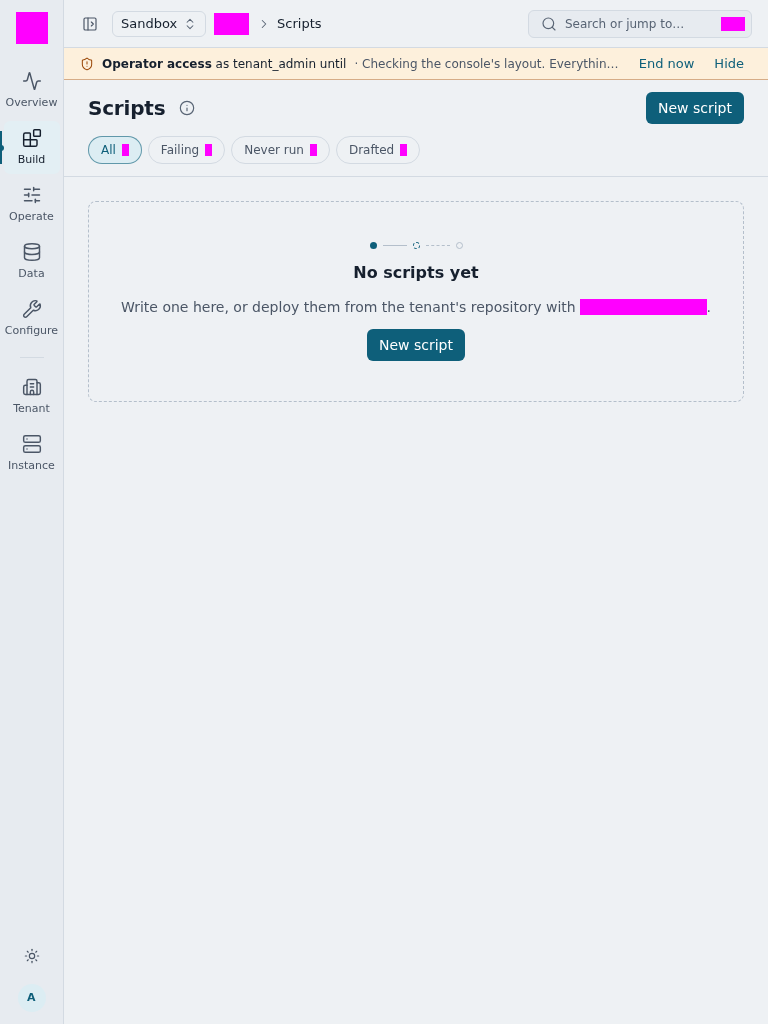 Sandbox
Scripts
Search or jump to…
Operator access as tenant_admin until · Checking the console's layout. Everythin…
End now
Hide
Overview
Build
Operate
Data
Configure
Tenant
Instance
Scripts
New script
All
Failing
Never run
Drafted
No scripts yet
Write one here, or deploy them from the tenant's repository with .
New script
A